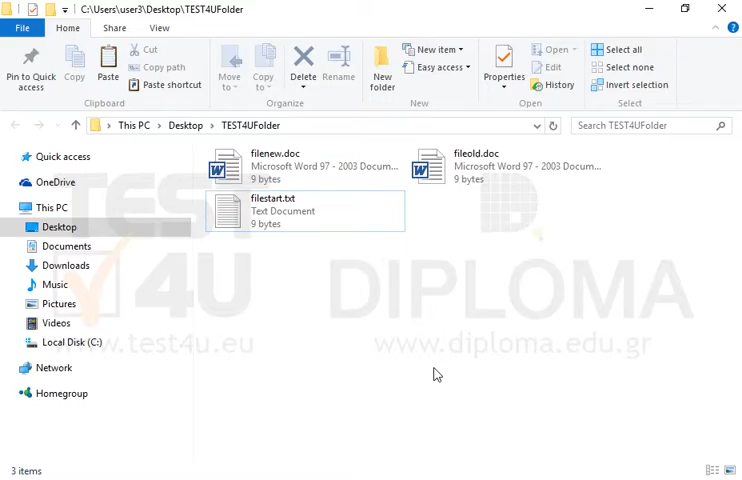 C:\Users\user3\Desktop\TEST4UFolder
File Home Share View
Pin to Quick access
Copy
Paste
Cut
Copy path
Paste shortcut
Clipboard
Move to
Copy to
Delete
Rename
Organize
New folder
New item
Easy access
New
Properties
Open
Edit
History
Open
Select all
Select none
Invert selection
Select
This PC > Desktop > TEST4UFolder
Search TEST4UFolder
Quick access
OneDrive
This PC
Desktop
Documents
Downloads
Music
Pictures
Videos
Local Disk (C:)
Network
Homegroup
filenew.doc
Microsoft Word 97 - 2003 Docum...
9 bytes
fileold.doc
Microsoft Word 97 - 2003 Docum...
9 bytes
filestart.txt
Text Document
9 bytes
TEST
4U
www.test4u.eu
DIPLOMA
www.diploma.edu.gr
3 items